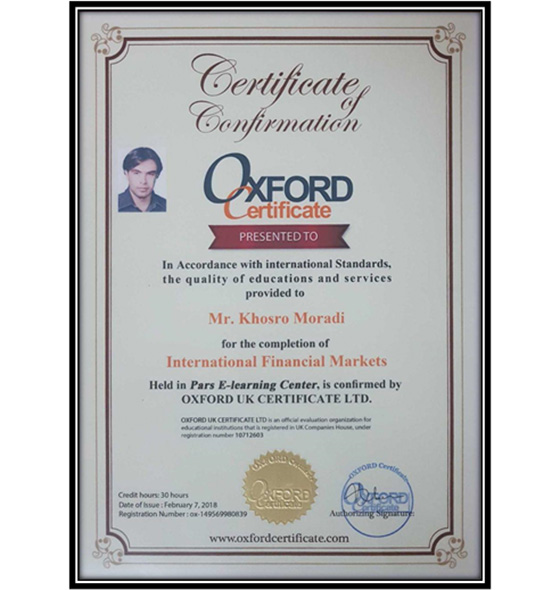 Certificate
of
Confirmation
OXFORD
Certificate
PRESENTED TO
In Accordance with international Standards,
the quality of educations and services
provided to
Mr. Khosro Moradi
for the completion of
International Financial Markets
Held in Pars E-learning Center, is confirmed by
OXFORD UK CERTIFICATE LTD.
OXFORD UK CERTIFICATE LTD is an official evaluation organization for
educational institutions that is registered in UK Companies House, under
registration number 10712603
OXFORD Certificate
OXFORD
Certificate
OXFORD Certificate
OXFORD
Certificate
Credit hours: 30 hours
Date of Issue : February 7, 2018
Registration Number : ox-149569980839
Authorizing Signature:
www.oxfordcertificate.com